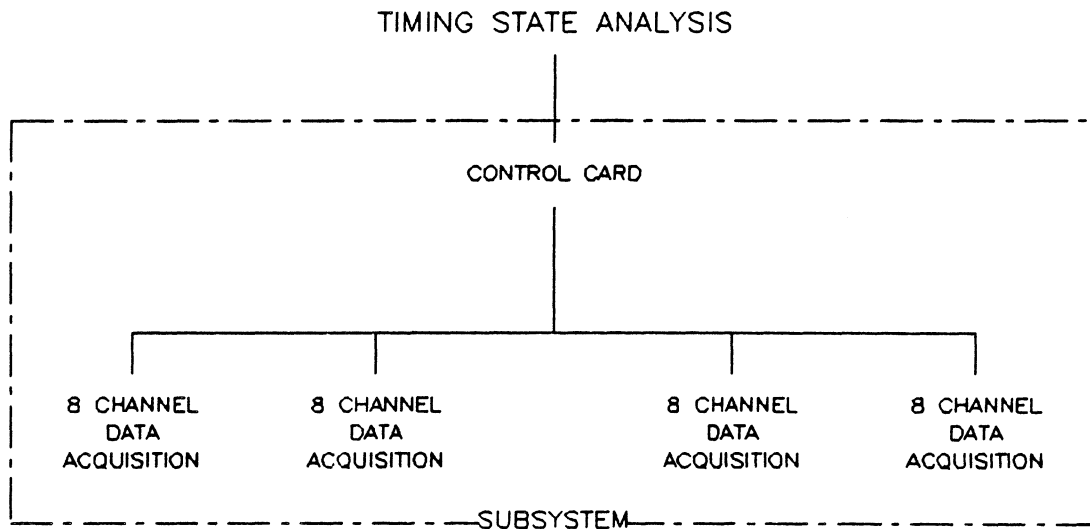 TIMING STATE ANALYSIS
CONTROL CARD
8 CHANNEL
DATA
ACQUISITION
8 CHANNEL
DATA
ACQUISITION
8 CHANNEL
DATA
ACQUISITION
8 CHANNEL
DATA
ACQUISITION
SUBSYSTEM